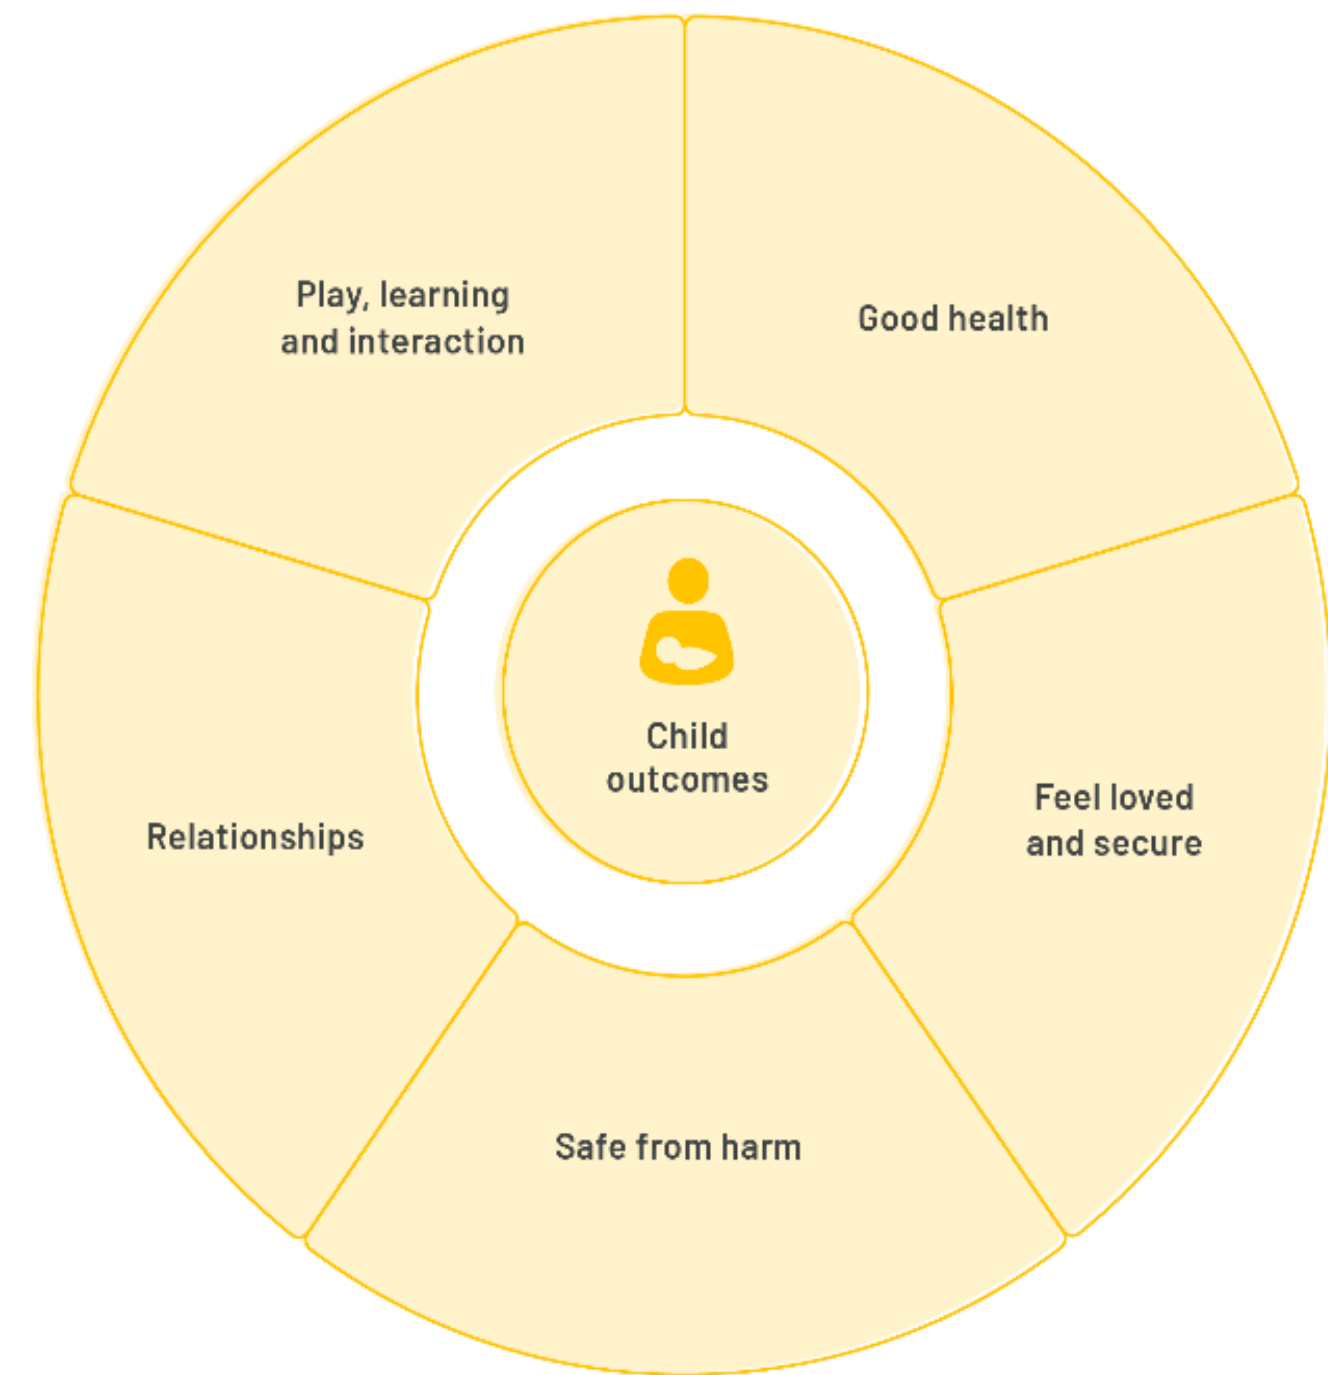 Play, learning
and interaction
Good health
Child
outcomes
Feel loved
and secure
Relationships
Safe from harm